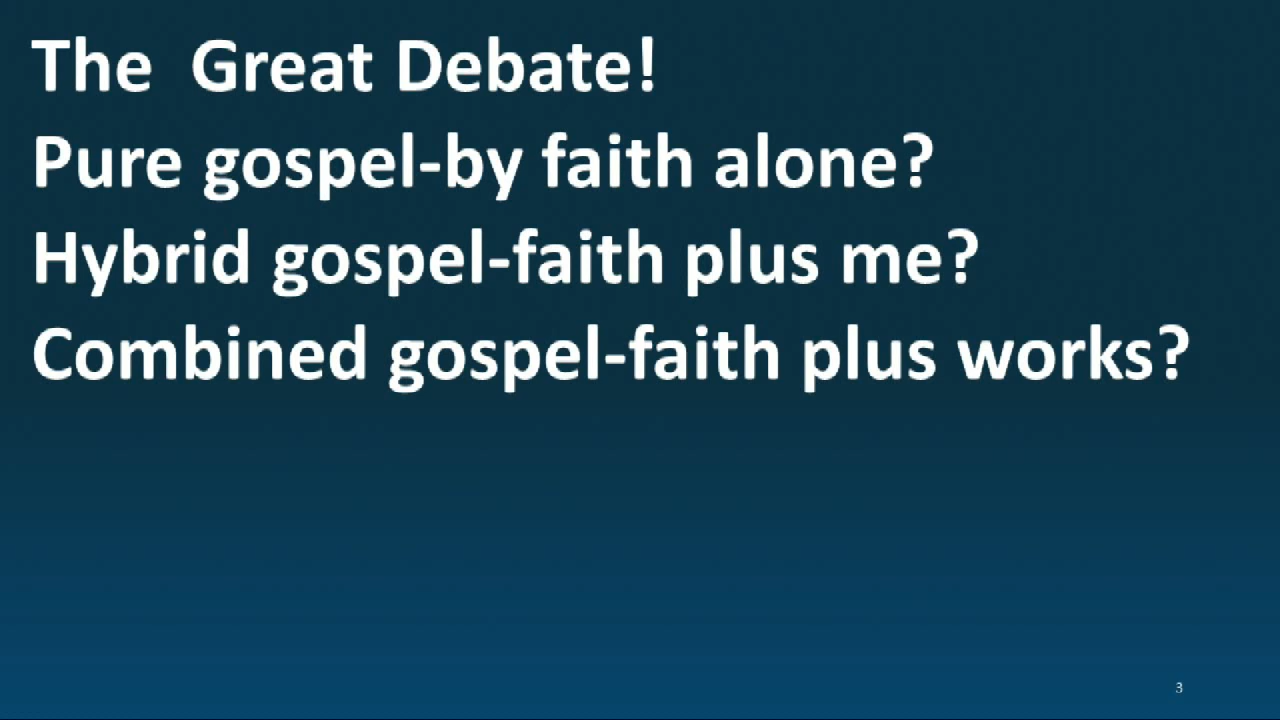 The  Great Debate!
Pure gospel-by faith alone?
Hybrid gospel-faith plus me?
Combined gospel-faith plus works?
3